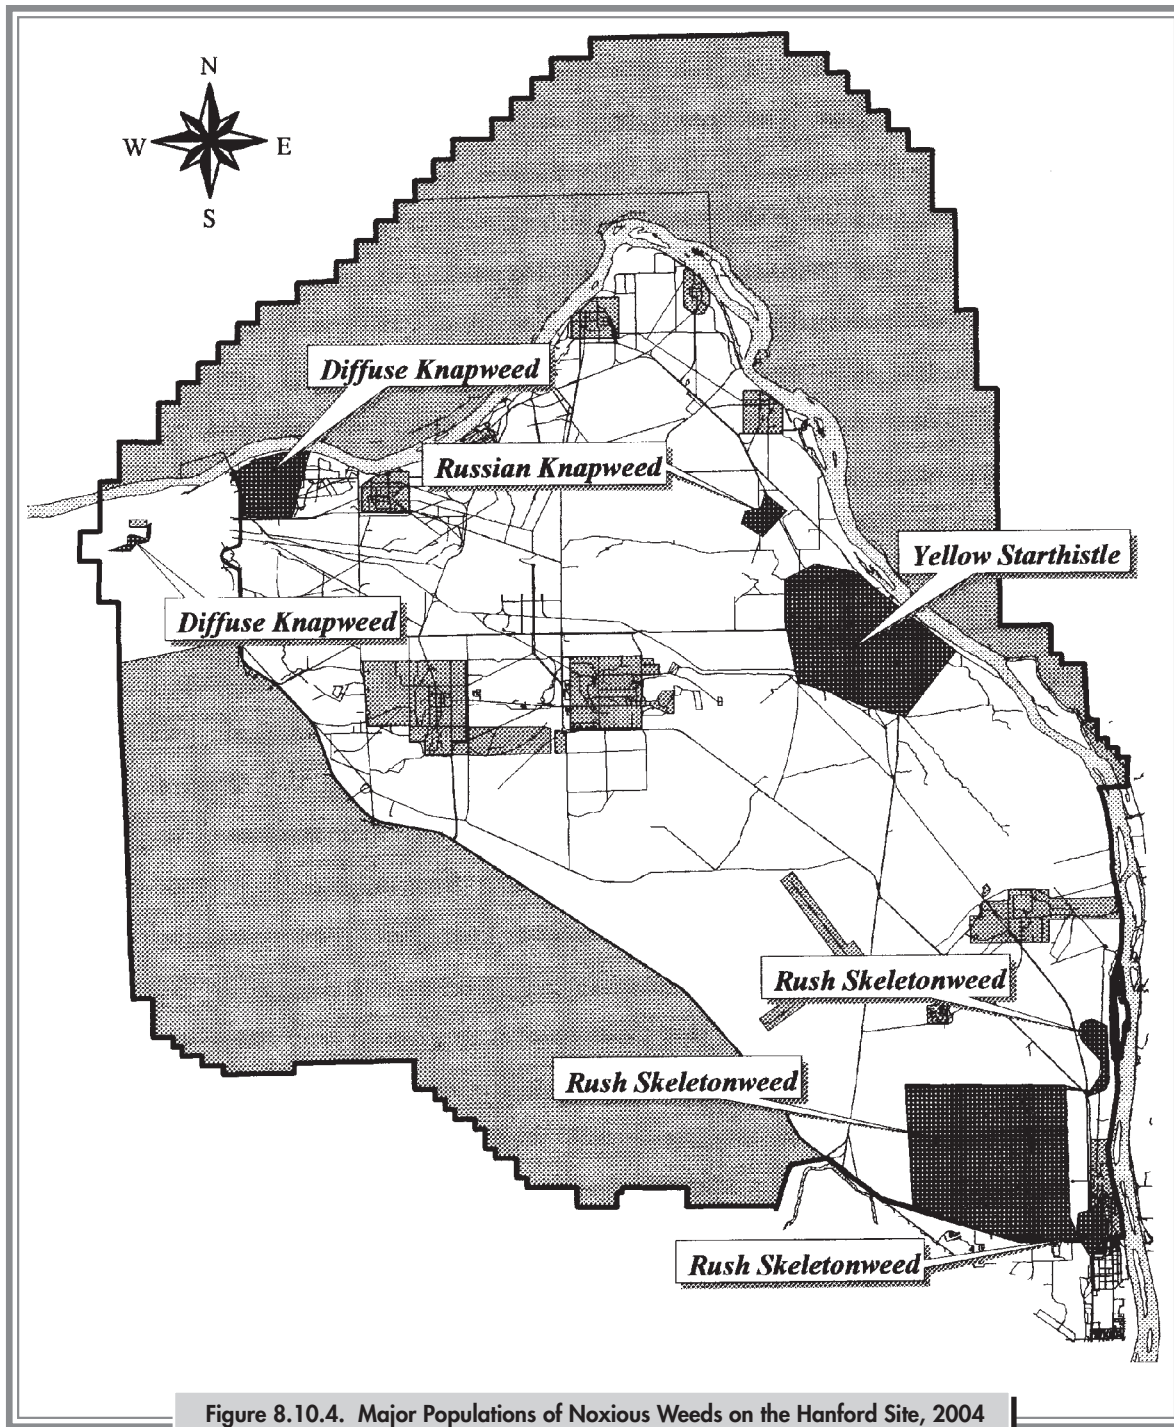 N
W E
S
Diffuse Knapweed
Russian Knapweed
Yellow Starthistle
Diffuse Knapweed
Rush Skeletonweed
Rush Skeletonweed
Rush Skeletonweed
Figure 8.10.4. Major Populations of Noxious Weeds on the Hanford Site, 2004